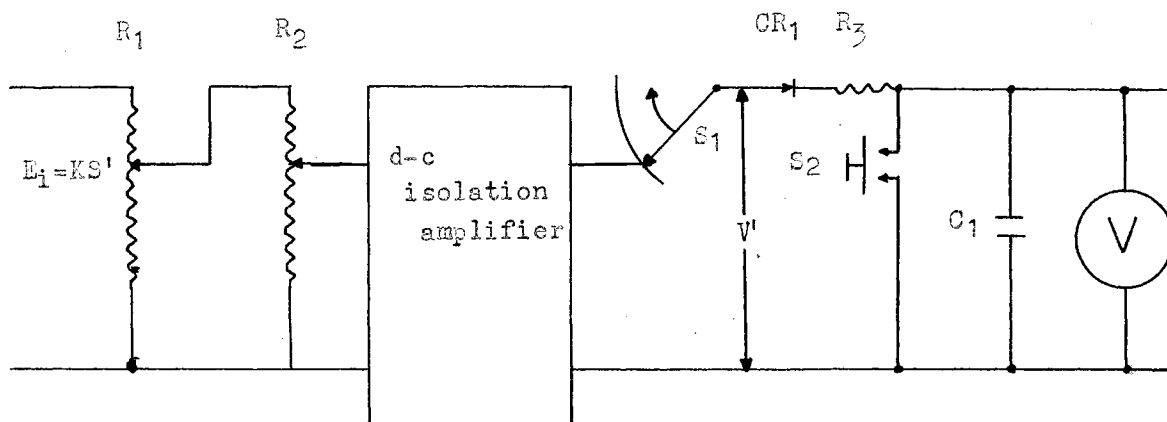 R1 R2 CR1 R3
Ei=KS'
d-c
isolation
amplifier
S1
V'
S2
C1
V